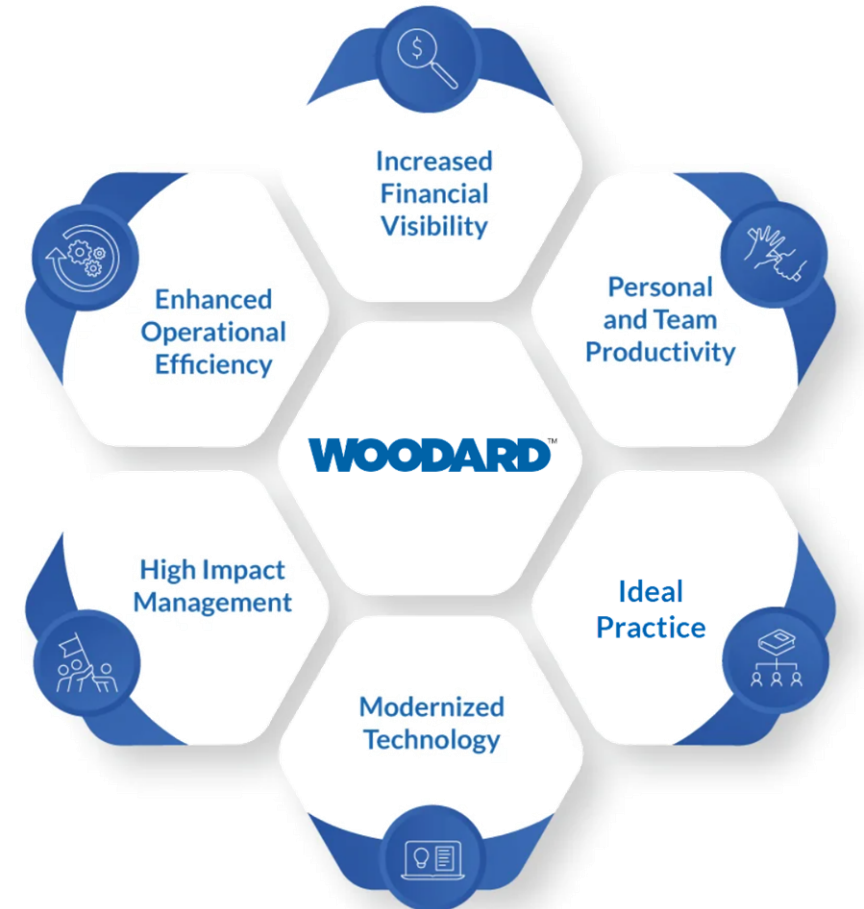 Increased
Financial
Visibility
Personal
and Team
Productivity
Enhanced
Operational
Efficiency
WOODARD™
High Impact
Management
Ideal
Practice
Modernized
Technology
$